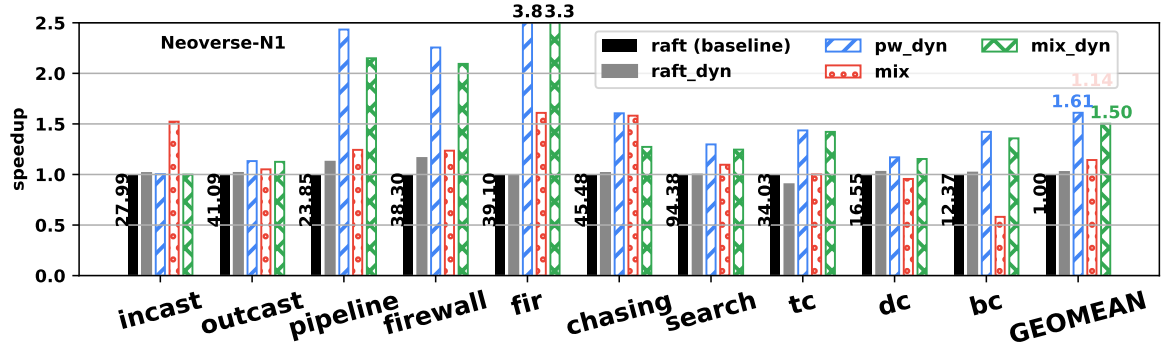 3.83.3
2.5
2.0
1.5
1.0
0.5
0.0
speedup
Neoverse-N1
raft (baseline)
raft_dyn
pw_dyn
mix
mix_dyn
1.14
1.61
1.50
27.99
41.09
23.85
38.30
39.10
45.48
94.38
34.03
16.55
12.37
1.00
incast
outcast
pipeline
firewall
fir
chasing
search
tc
dc
bc
GEOMEAN